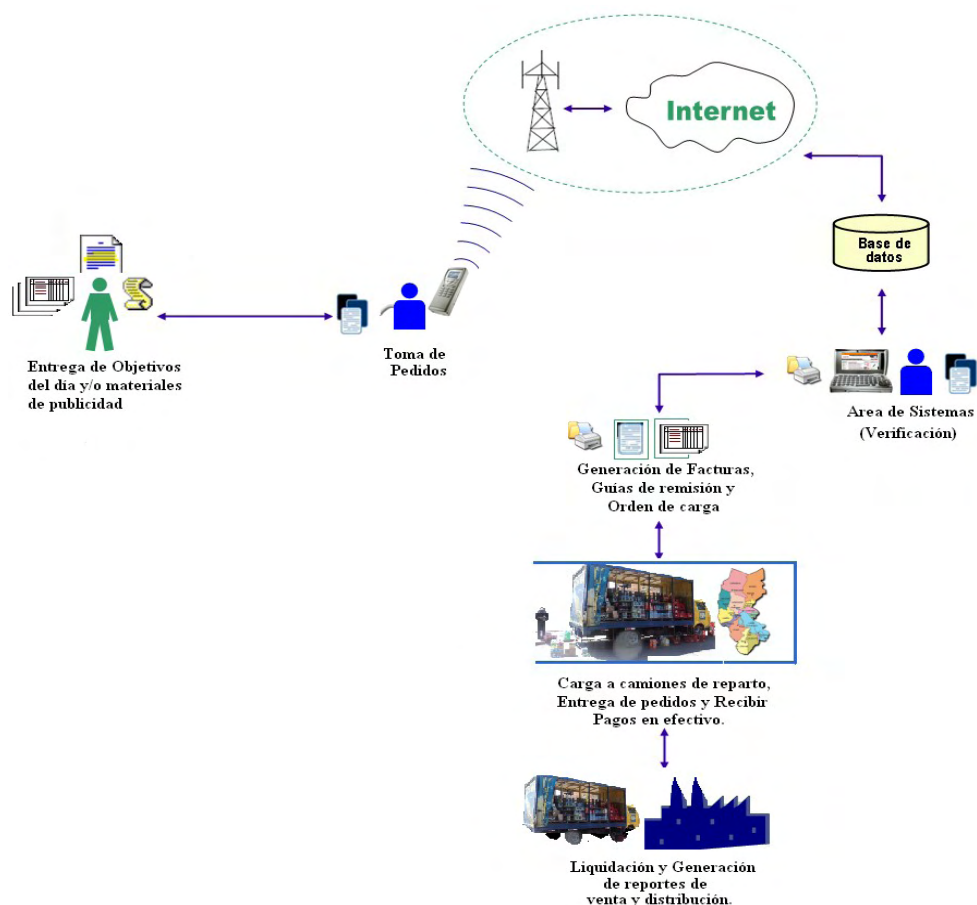 Internet
Base de
datos
Entrega de Objetivos
del día y/o materiales
de publicidad
Toma de
Pedidos
Area de Sistemas
(Verificación)
Generación de Facturas,
Guías de remisión y
Orden de carga
Carga a camiones de reparto,
Entrega de pedidos y Recibir
Pagos en efectivo.
Liquidación y Generación
de reportes de
venta y distribución.